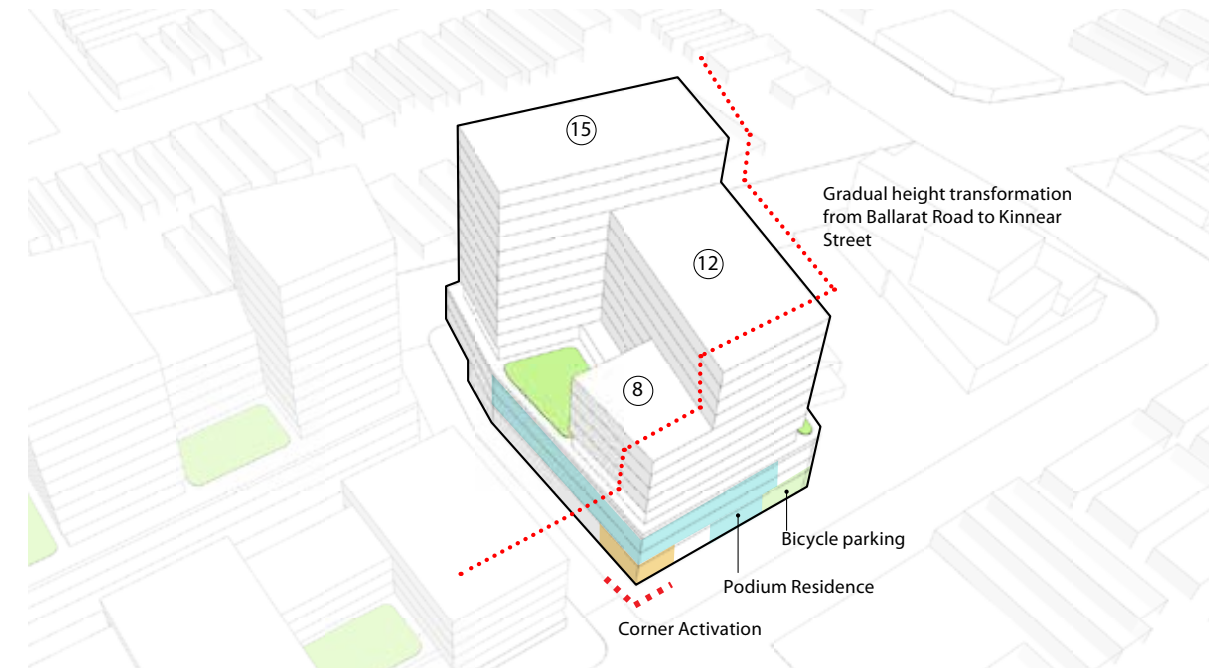 15
Gradual height transformation
from Ballarat Road to Kinnear
Street
12
8
Bicycle parking
Podium Residence
Corner Activation